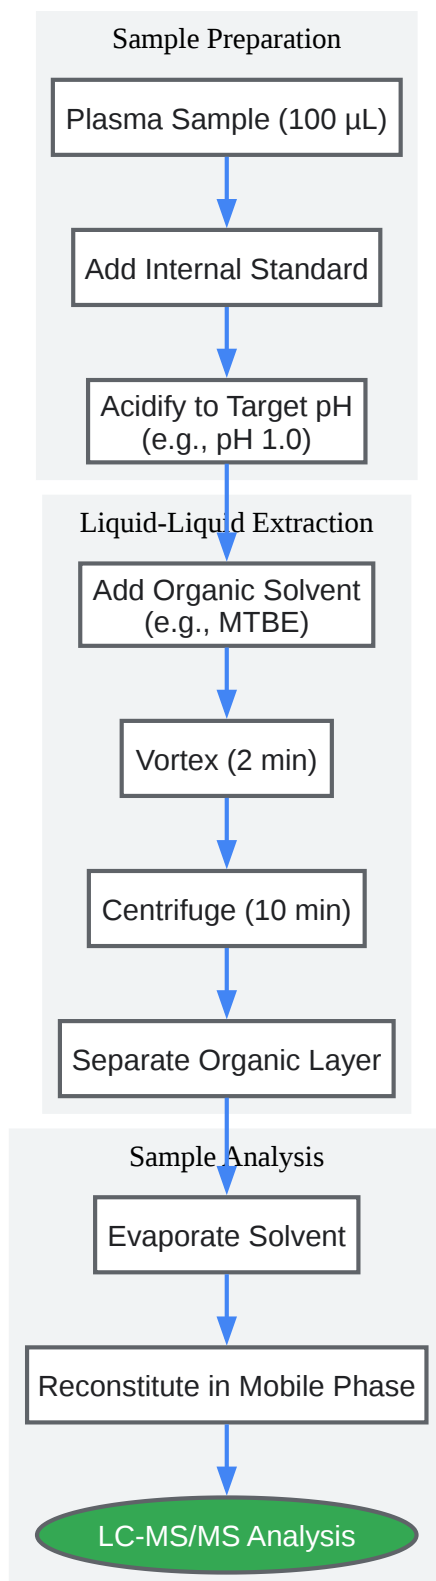 Sample Preparation
Plasma Sample (100 µL)
Add Internal Standard
Acidify to Target pH
(e.g., pH 1.0)
Liquid-Liquid Extraction
Add Organic Solvent
(e.g., MTBE)
Vortex (2 min)
Centrifuge (10 min)
Separate Organic Layer
Sample Analysis
Evaporate Solvent
Reconstitute in Mobile Phase
LC-MS/MS Analysis